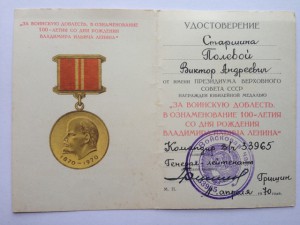 "ЗА ВОИНСКУЮ ДОБЛЕСТЬ.
В ОЗНАМЕНОВАНИЕ
100-ЛЕТИЯ СО ДНЯ РОЖДЕНИЯ
ВЛАДИМИРА ИЛЬИЧА ЛЕНИНА"
1870-1970
УДОСТОВЕРЕНИЕ
Старшина
Полевой
Виктор Андреевич
от имени ПРЕЗИДИУМА ВЕРХОВНОГО
СОВЕТА СССР
НАГРАЖДЕН ЮБИЛЕЙНОЙ МЕДАЛЬЮ
"ЗА ВОИНСКУЮ ДОБЛЕСТЬ.
В ОЗНАМЕНОВАНИЕ 100-ЛЕТИЯ
СО ДНЯ РОЖДЕНИЯ
ВЛАДИМИРА ИЛЬИЧА ЛЕНИНА"
Командир в/ч 33965
Генерал-лейтенант
Гришин
М. П.
апреля 1970 г.